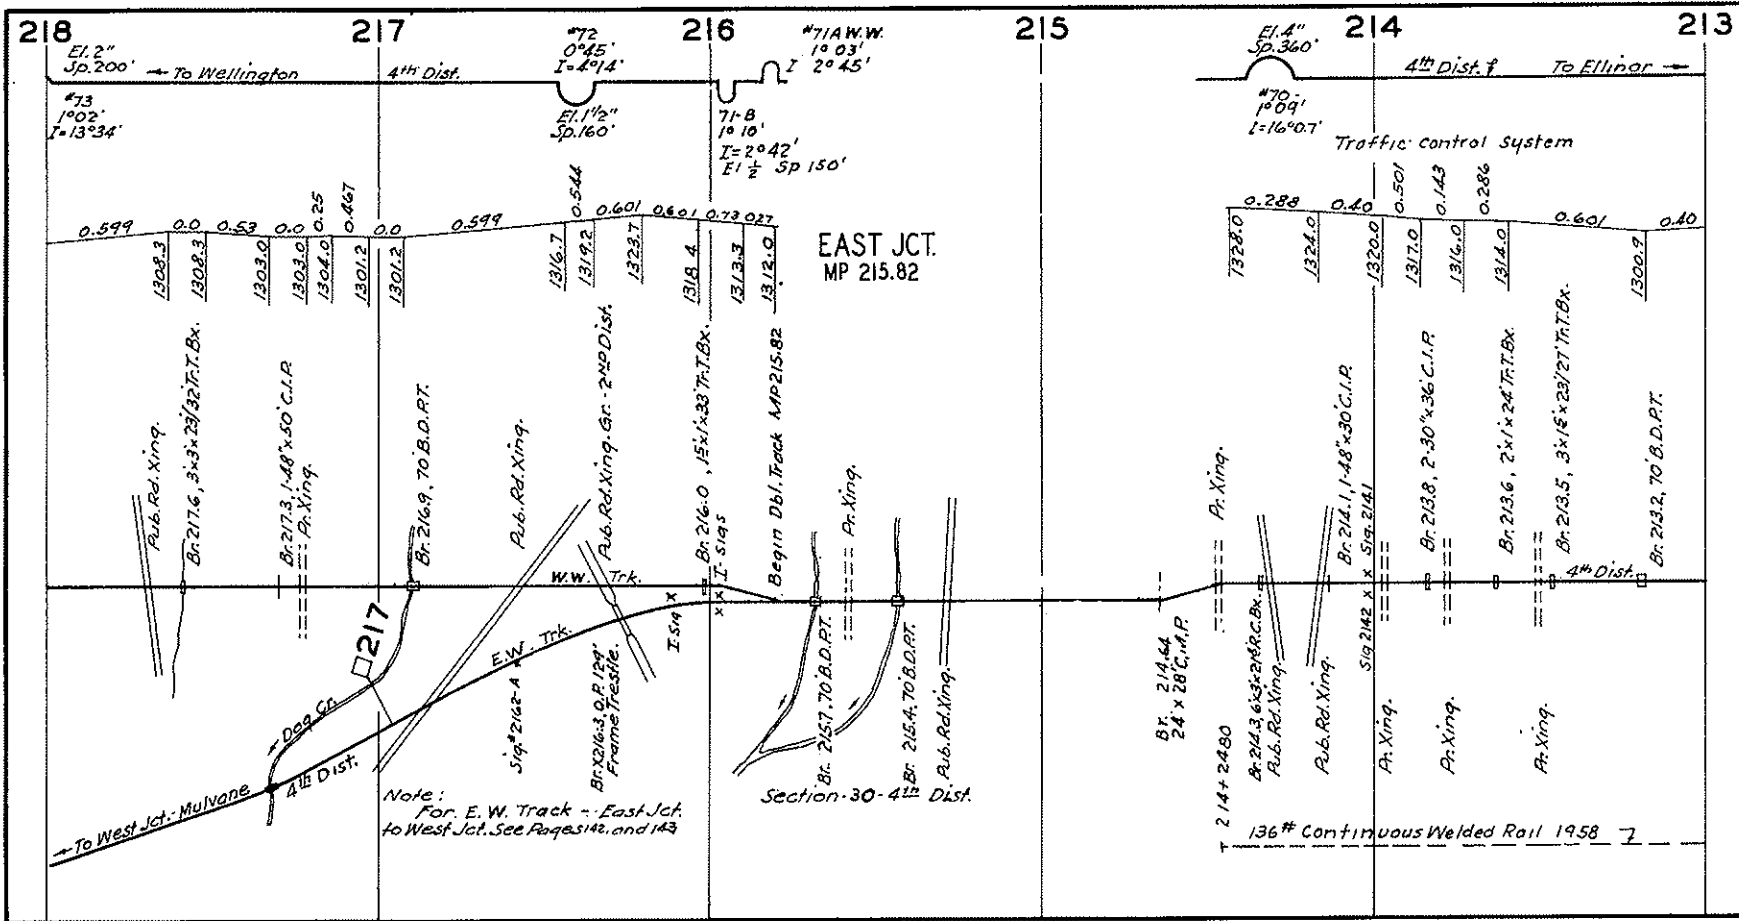 218
217
216
215
214
213
El. 2"
Sp. 200'
← To Wellington
4th Dist.
#72
0°45'
I=4°14'
#71A W.W.
1° 03'
I 2° 45'
El. 4"
Sp. 360'
4th Dist.
To Ellinor →
#73
1°02'
I=13°34'
El. 1 1/2"
Sp. 160'
71-B
1° 10'
I=2°42'
El 1/2 Sp 150'
#70-
1°09'
I=16°07'
Traffic control System
0.599
0.0
0.53
0.0
0.25
0.467
0.0
0.599
0.544
0.601
0.601
0.73
027
0.288
0.40
0.501
0.143
0.286
0.601
0.40
1308.3
1308.3
1303.0
1303.0
1304.0
1301.2
1301.2
1316.7
1319.2
1323.7
1318.4
1313.3
1312.0
1328.0
1324.0
1320.0
1317.0
1316.0
1314.0
1300.9
EAST JCT.
MP 215.82
Pub. Rd. Xing.
Br. 217.6, 3'x3'x23'/32' Tr. T. Bx.
Br. 217.3, 1-48"x50' C.I.P.
Pr. Xing.
Br. 216.9, 70' B.D.P.T.
Pub. Rd. Xing.
Pub. Rd. Xing. Gr. - 2ND Dist.
Br. 216.0, 1.5'x1'x33' Tr. T. Bx.
I-Sigs
Begin Dbl. Track MP 215.82
Pr. Xing.
Pr. Xing.
Br. 214.1, 1-48"x30' C.I.P.
Sig. 2141
Br. 213.8, 2-30"x36' C.I.P.
Br. 213.6, 2'x1'x24' Tr. T. Bx.
Br. 213.5, 3'x1.5'x23'/27' Tr. T. Bx.
Br. 213.2, 70' B.D.P.T.
W.W. Trk.
4th Dist.
217
E.W. Trk.
I-Sig
Dog Cr.
4th Dist.
← To West Jct.- Mulvane
Sig #2162-A
Br. X216.3, O.P. 129'
Frame Trestle.
Br. 215.7, 70' B.D.P.T.
Br. 215.4, 70' B.D.P.T.
Pub. Rd. Xing.
Br. 214.64
24" x 28' C.I.P.
214 + 2480
Br. 214.3, 6'x3'x21' R.C. Bx.
Pub. Rd. Xing.
Pub. Rd. Xing.
Sig 2142
Pr. Xing.
Pr. Xing.
Pr. Xing.
Note:
For E. W. Track - East Jct.
to West Jct. See Pages 142, and 143
Section-30-4th Dist.
136# Continuous Welded Rail 1958